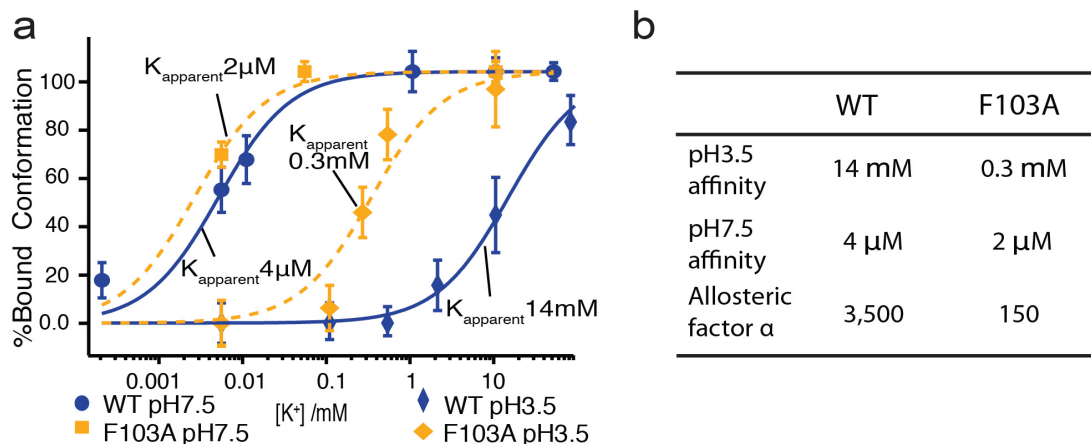 a
b
%Bound Conformation
100
80
60
40
20
0.0
Kapparent2μM
Kapparent
0.3mM
Kapparent4μM
Kapparent14mM
0.001
0.01
0.1
1
10
[K+] /mM
WT pH7.5
WT pH3.5
F103A pH7.5
F103A pH3.5
WT F103A
pH3.5
affinity
14 mM 0.3 mM
pH7.5
affinity
4 μM 2 μM
Allosteric
factor α
3,500 150